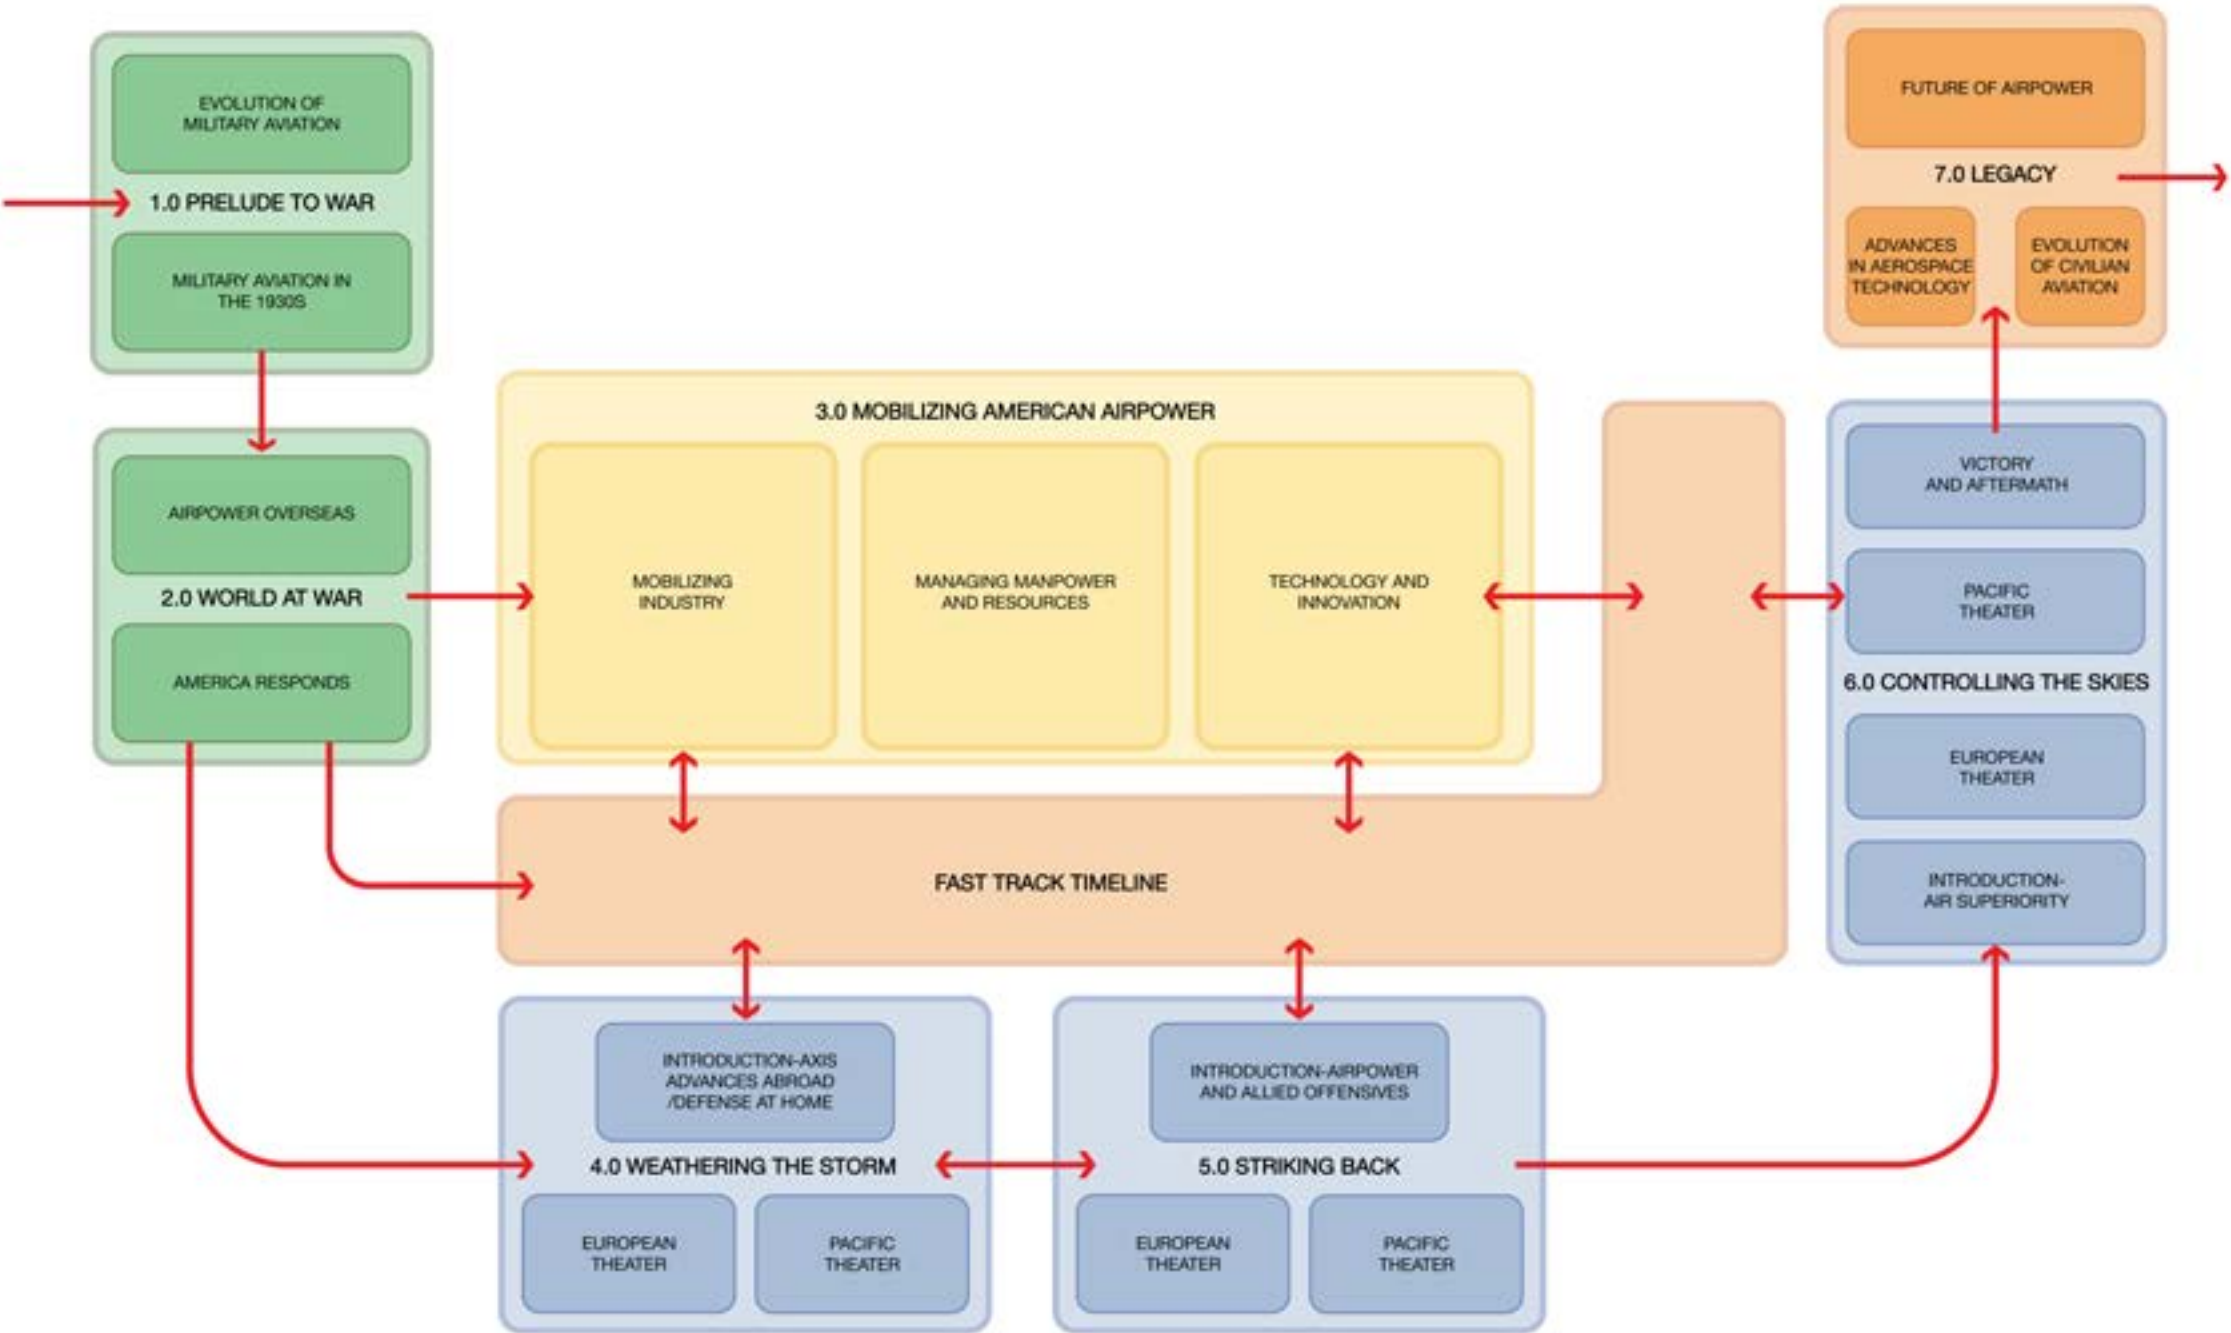 EVOLUTION OF
MILITARY AVIATION
1.0 PRELUDE TO WAR
MILITARY AVIATION IN
THE 1930S
AIRPOWER OVERSEAS
2.0 WORLD AT WAR
AMERICA RESPONDS
3.0 MOBILIZING AMERICAN AIRPOWER
MOBILIZING
INDUSTRY
MANAGING MANPOWER
AND RESOURCES
TECHNOLOGY AND
INNOVATION
FAST TRACK TIMELINE
INTRODUCTION-AXIS
ADVANCES ABROAD
/DEFENSE AT HOME
4.0 WEATHERING THE STORM
EUROPEAN
THEATER
PACIFIC
THEATER
INTRODUCTION-AIRPOWER
AND ALLIED OFFENSIVES
5.0 STRIKING BACK
EUROPEAN
THEATER
PACIFIC
THEATER
FUTURE OF AIRPOWER
7.0 LEGACY
ADVANCES
IN AEROSPACE
TECHNOLOGY
EVOLUTION
OF CIVILIAN
AVIATION
VICTORY
AND AFTERMATH
PACIFIC
THEATER
6.0 CONTROLLING THE SKIES
EUROPEAN
THEATER
INTRODUCTION-
AIR SUPERIORITY